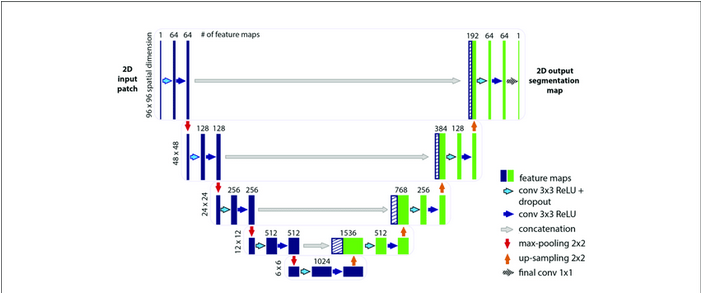 1 64 64 # of feature maps 192 64 64 1
2D input patch
96 x 96 spatial dimension
2D output segmentation map
128 128 384 128
48 x 48
256 256 768 256
24 x 24
512 512 1536 512
12 x 12
1024
6 x 6
feature maps
conv 3x3 ReLU +
dropout
conv 3x3 ReLU
concatenation
max-pooling 2x2
up-sampling 2x2
final conv 1x1